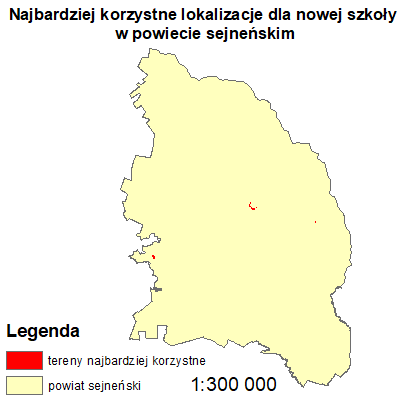 Najbardziej korzystne lokalizacje dla nowej szkoły
w powiecie sejneńskim
Legenda
tereny najbardziej korzystne
powiat sejneński
1:300 000